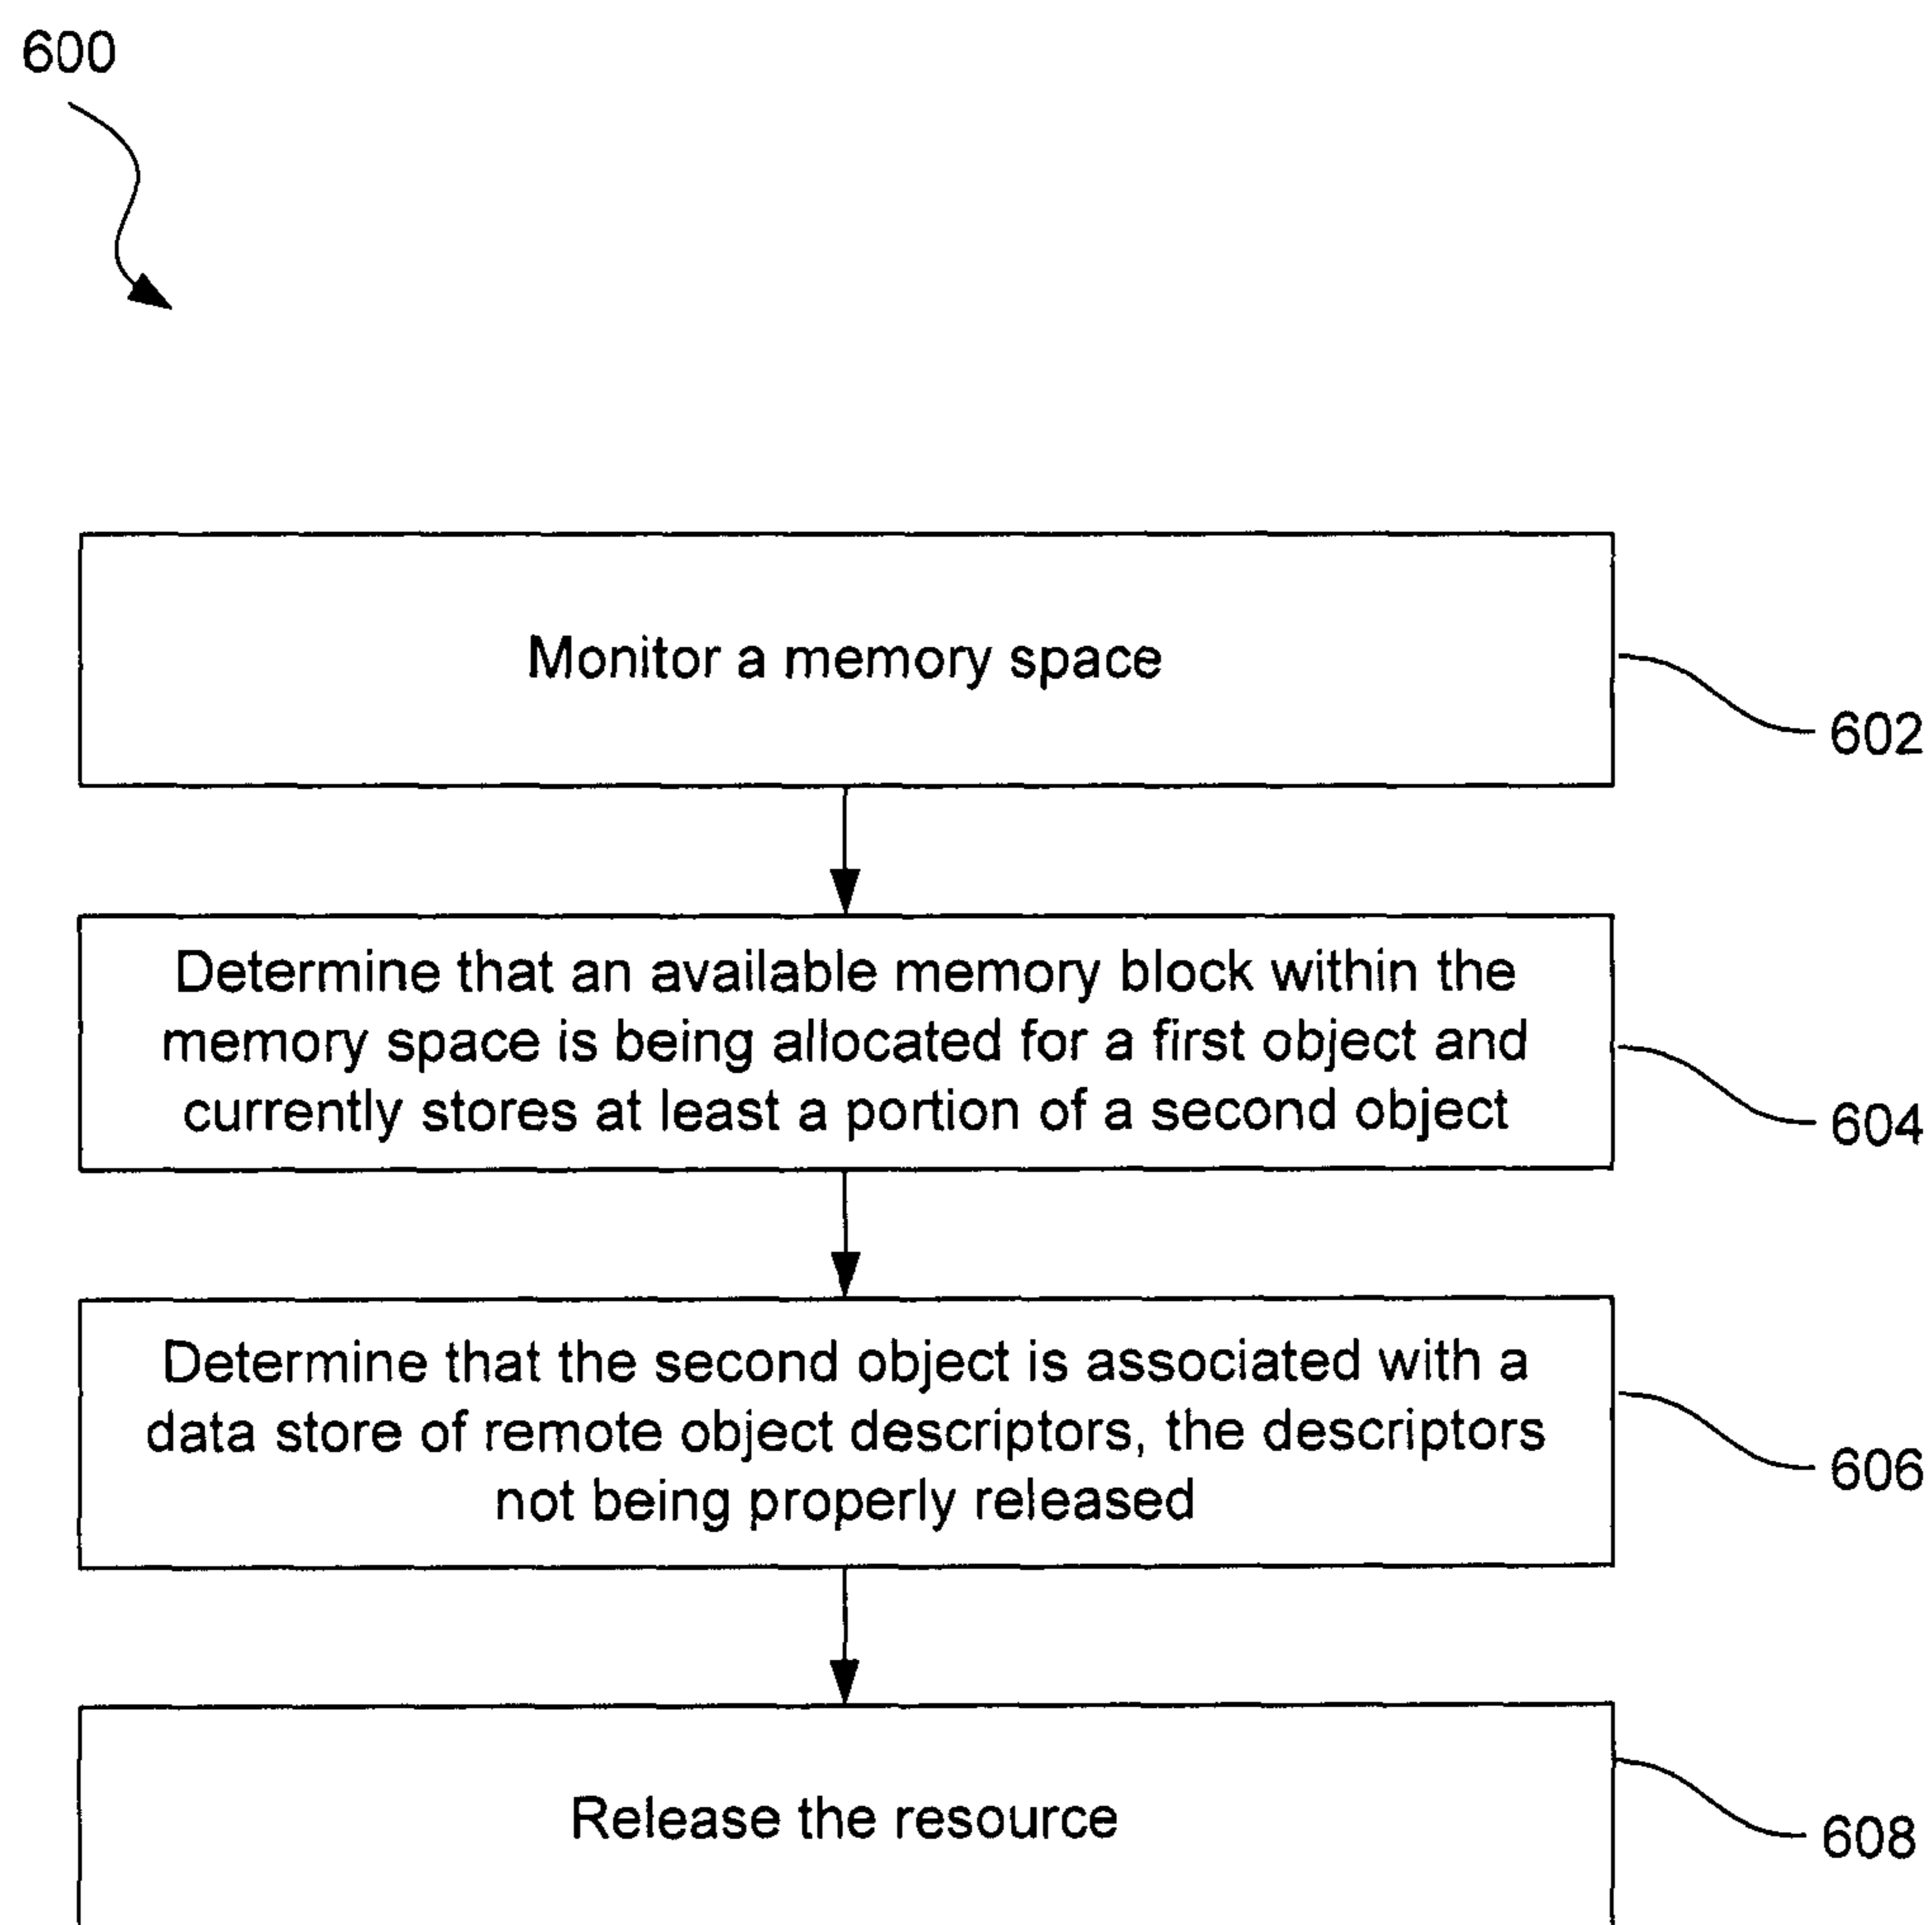 600
Monitor a memory space
602
Determine that an available memory block within the
memory space is being allocated for a first object and
currently stores at least a portion of a second object
604
Determine that the second object is associated with a
data store of remote object descriptors, the descriptors
not being properly released
606
Release the resource
608